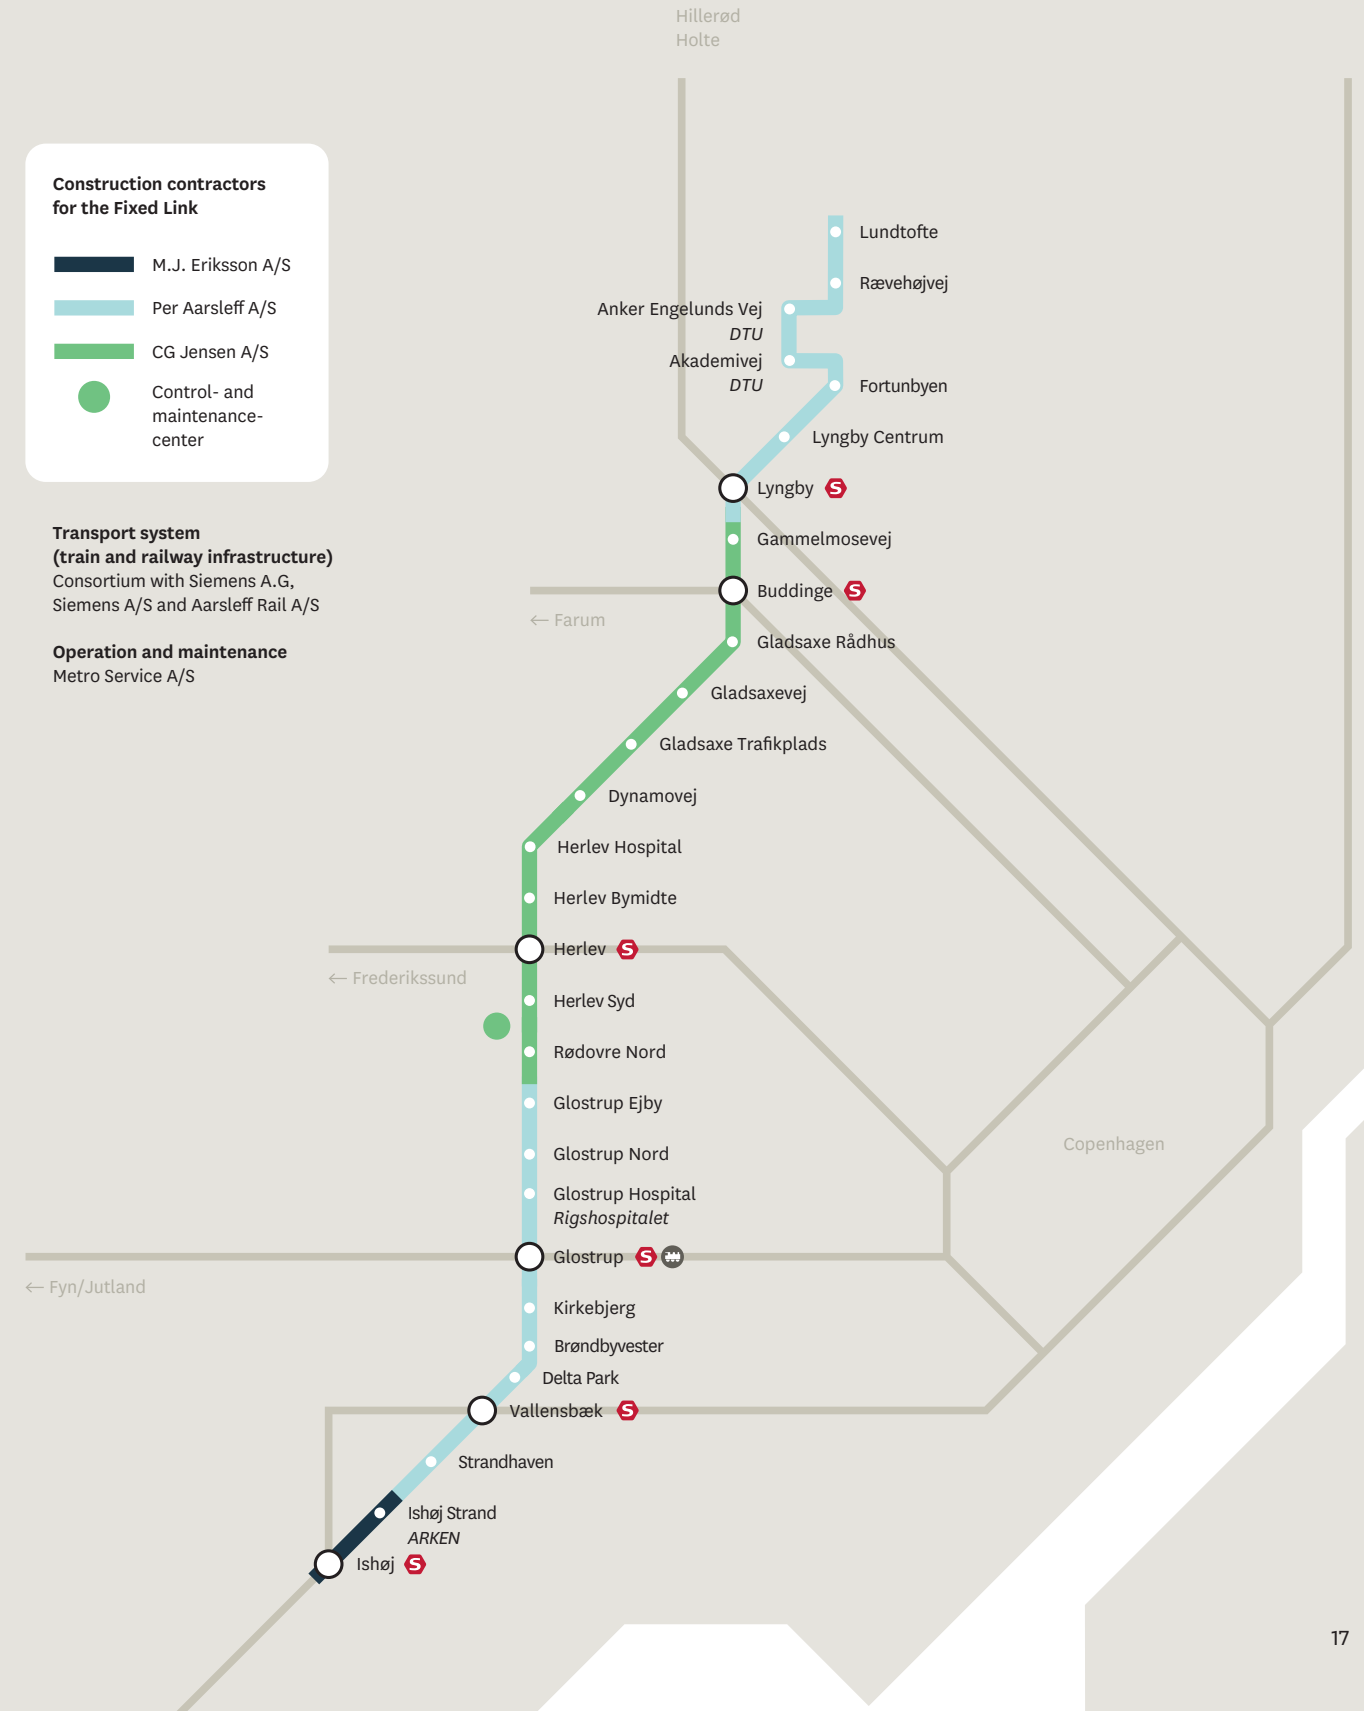 Hillerød
Holte
Construction contractors
for the Fixed Link
M.J. Eriksson A/S
Per Aarsleff A/S
CG Jensen A/S
Control- and
maintenance-
center
Transport system
(train and railway infrastructure)
Consortium with Siemens A.G,
Siemens A/S and Aarsleff Rail A/S
Operation and maintenance
Metro Service A/S
Lundtofte
Rævehøjvej
Anker Engelunds Vej
DTU
Akademivej
DTU
Fortunbyen
Lyngby Centrum
Lyngby S
Gammelmosevej
Buddinge S
← Farum
Gladsaxe Rådhus
Gladsaxevej
Gladsaxe Trafikplads
Dynamovej
Herlev Hospital
Herlev Bymidte
Herlev S
← Frederikssund
Herlev Syd
Rødovre Nord
Glostrup Ejby
Copenhagen
Glostrup Nord
Glostrup Hospital
Rigshospitalet
Glostrup S
← Fyn/Jutland
Kirkebjerg
Brøndbyvester
Delta Park
Vallensbæk S
Strandhaven
Ishøj Strand
ARKEN
Ishøj S
17